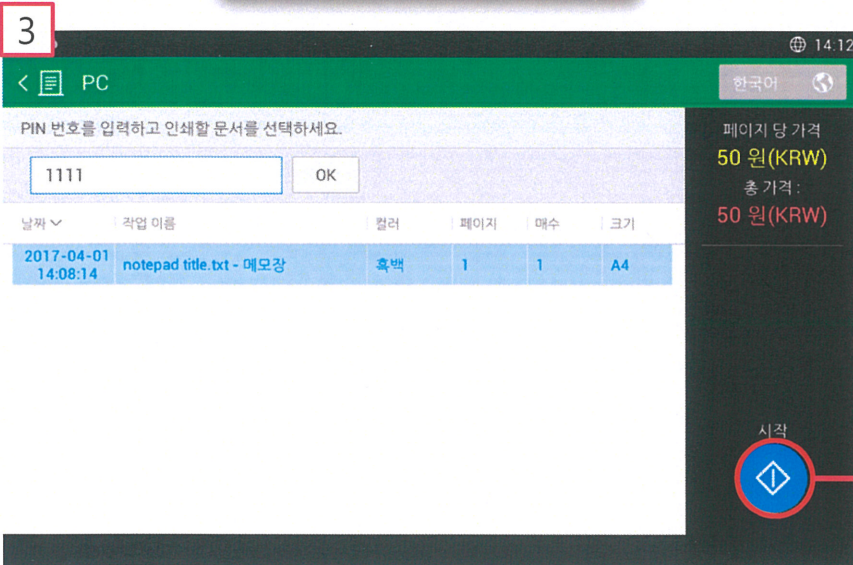 3
14:12
PC
한국어
PIN 번호를 입력하고 인쇄할 문서를 선택하세요.
1111
OK
날짜 작업 이름 컬러 페이지 매수 크기
2017-04-01
14:08:14
notepad title.txt - 메모장 흑백 1 1 A4
페이지 당 가격
50 원(KRW)
총 가격 :
50 원(KRW)
시작